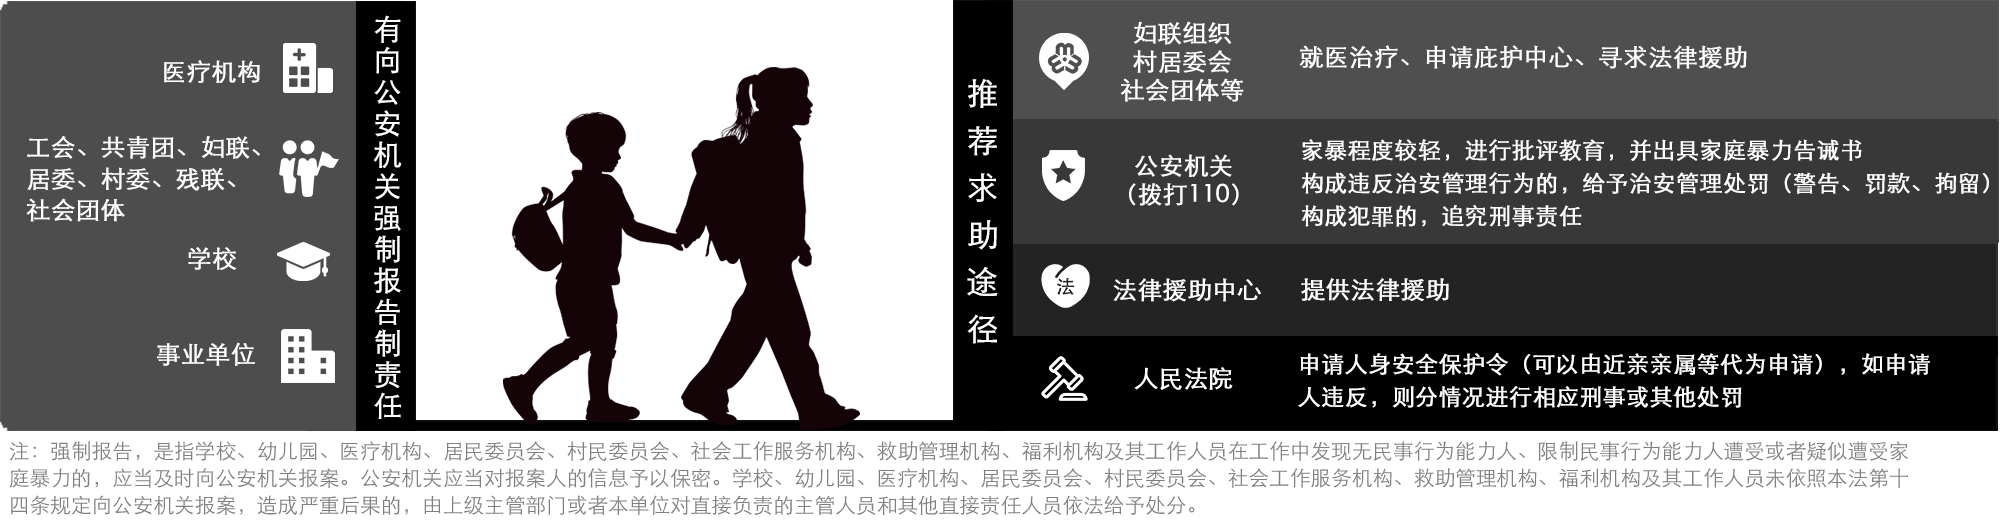 医疗机构
工会、共青团、妇联、
居委、村委、残联、
社会团体
学校
事业单位
有向公安机关强制报告制责任
推荐求助途径
妇联组织
村居委会
社会团体等
就医治疗、申请庇护中心、寻求法律援助
公安机关
（拨打110）
家暴程度较轻，进行批评教育，并出具家庭暴力告诫书
构成违反治安管理行为的，给予治安管理处罚（警告、罚款、拘留）
构成犯罪的，追究刑事责任
法
法律援助中心
提供法律援助
人民法院
申请人身安全保护令（可以由近亲亲属等代为申请），如申请
人违反，则分情况进行相应刑事或其他处罚
注：强制报告，是指学校、幼儿园、医疗机构、居民委员会、村民委员会、社会工作服务机构、救助管理机构、福利机构及其工作人员在工作中发现无民事行为能力人、限制民事行为能力人遭受或者疑似遭受家
庭暴力的，应当及时向公安机关报案。公安机关应当对报案人的信息予以保密。学校、幼儿园、医疗机构、居民委员会、村民委员会、社会工作服务机构、救助管理机构、福利机构及其工作人员未依照本法第十
四条规定向公安机关报案，造成严重后果的，由上级主管部门或者本单位对直接负责的主管人员和其他直接责任人员依法给予处分。